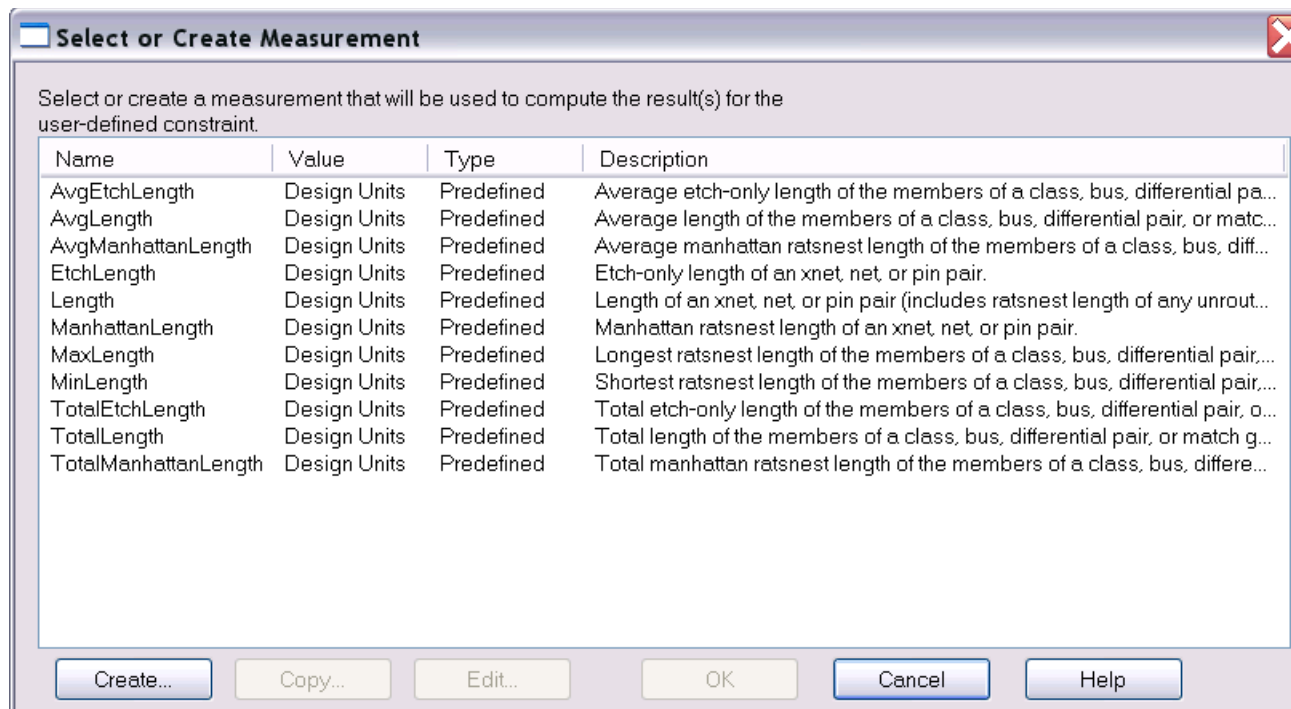 Select or Create Measurement
Select or create a measurement that will be used to compute the result(s) for the
user-defined constraint.
Name Value Type Description
AvgEtchLength Design Units Predefined Average etch-only length of the members of a class, bus, differential pa...
AvgLength Design Units Predefined Average length of the members of a class, bus, differential pair, or matc...
AvgManhattanLength Design Units Predefined Average manhattan ratsnest length of the members of a class, bus, diff...
EtchLength Design Units Predefined Etch-only length of an xnet, net, or pin pair.
Length Design Units Predefined Length of an xnet, net, or pin pair (includes ratsnest length of any unrout...
ManhattanLength Design Units Predefined Manhattan ratsnest length of an xnet, net, or pin pair.
MaxLength Design Units Predefined Longest ratsnest length of the members of a class, bus, differential pair,...
MinLength Design Units Predefined Shortest ratsnest length of the members of a class, bus, differential pair,...
TotalEtchLength Design Units Predefined Total etch-only length of the members of a class, bus, differential pair, o...
TotalLength Design Units Predefined Total length of the members of a class, bus, differential pair, or match g...
TotalManhattanLength Design Units Predefined Total manhattan ratsnest length of the members of a class, bus, differe...
Create... Copy... Edit... OK Cancel Help